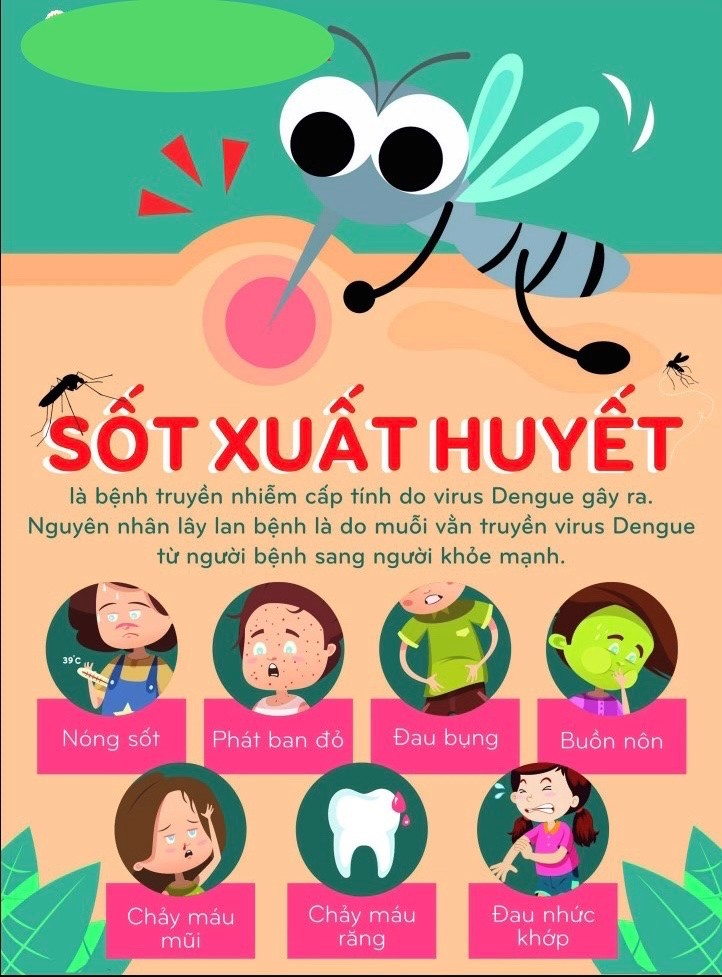 SỐT XUẤT HUYẾT
là bệnh truyền nhiễm cấp tính do virus Dengue gây ra.
Nguyên nhân lây lan bệnh là do muỗi vằn truyền virus Dengue
từ người bệnh sang người khỏe mạnh.
39°C
Nóng sốt
Phát ban đỏ
Đau bụng
Buồn nôn
Chảy máu
mũi
Chảy máu
răng
Đau nhức
khớp